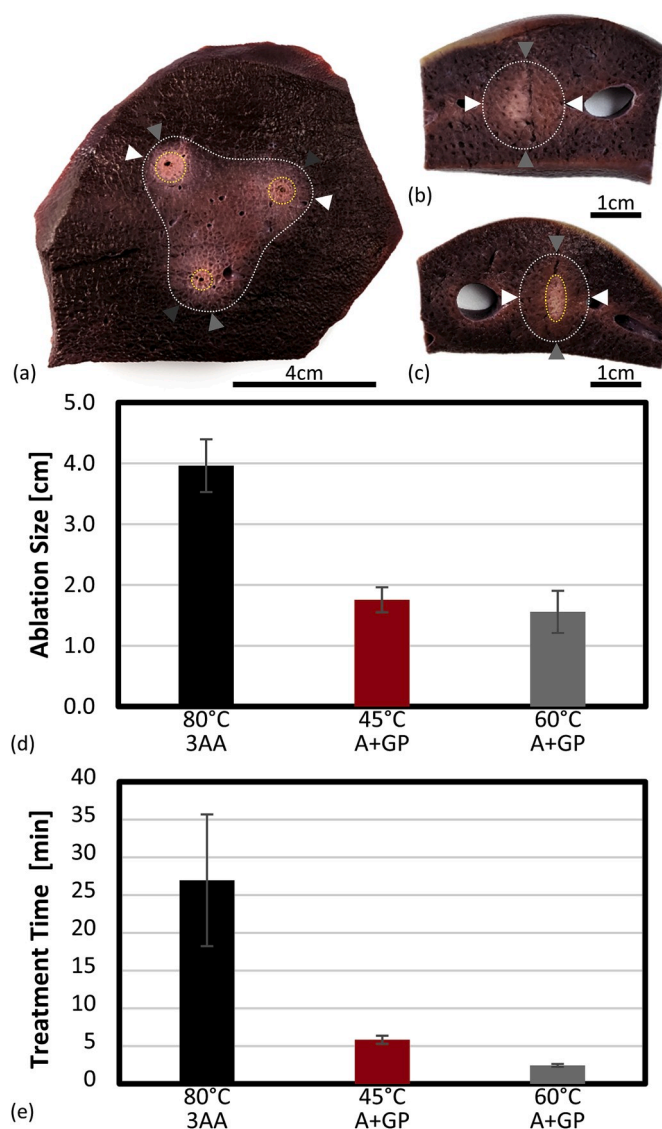 (a)
4cm
(b)
1cm
(c)
1cm
Ablation Size [cm]
5.0
4.0
3.0
2.0
1.0
0.0
80°C
3AA
45°C
A+GP
60°C
A+GP
(d)
Treatment Time [min]
40
35
30
25
20
15
10
5
0
80°C
3AA
45°C
A+GP
60°C
A+GP
(e)